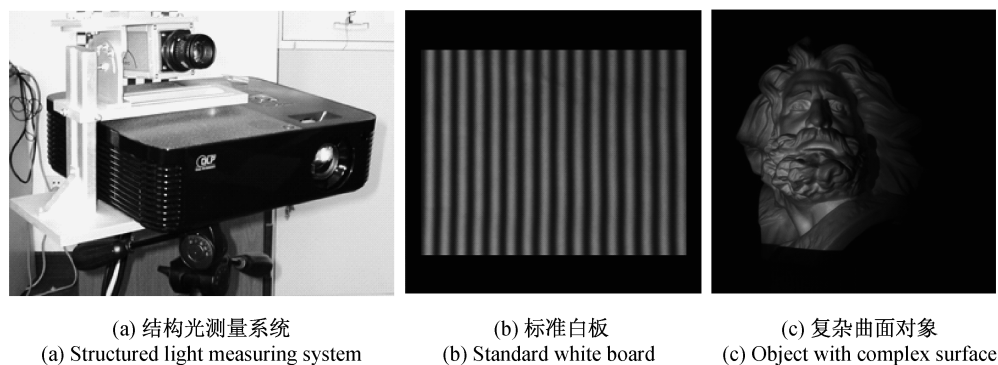 DLP
(a) 结构光测量系统
(a) Structured light measuring system
(b) 标准白板
(b) Standard white board
(c) 复杂曲面对象
(c) Object with complex surface